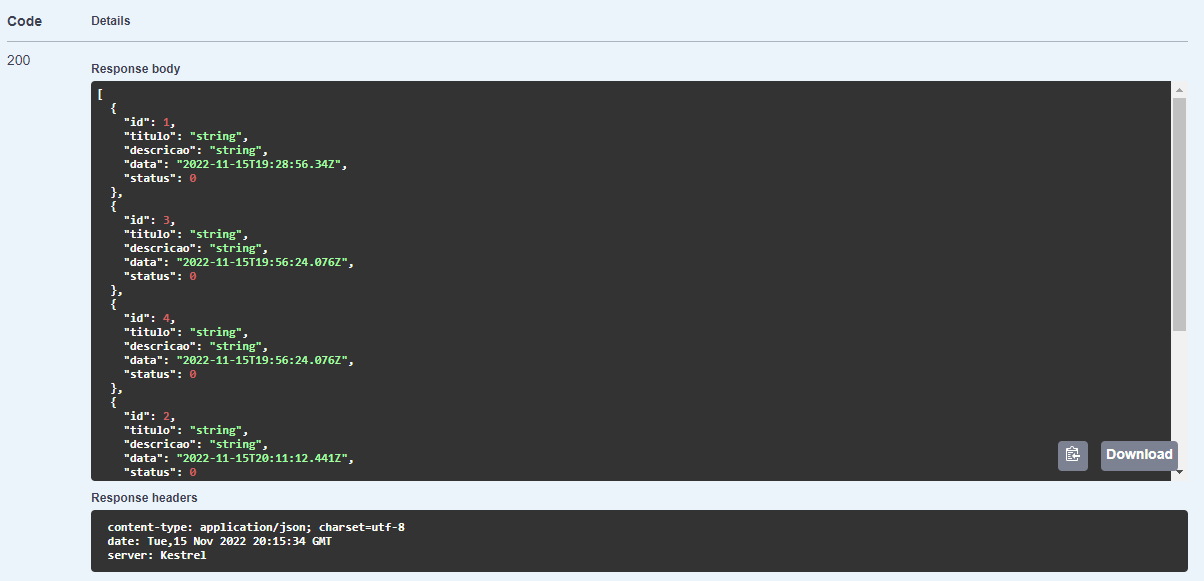 Code Details
200
Response body
[
{
"id": 1,
"titulo": "string",
"descricao": "string",
"data": "2022-11-15T19:28:56.34Z",
"status": 0
},
{
"id": 3,
"titulo": "string",
"descricao": "string",
"data": "2022-11-15T19:56:24.076Z",
"status": 0
},
{
"id": 4,
"titulo": "string",
"descricao": "string",
"data": "2022-11-15T19:56:24.076Z",
"status": 0
},
{
"id": 2,
"titulo": "string",
"descricao": "string",
"data": "2022-11-15T20:11:12.441Z",
"status": 0
Download
Response headers
content-type: application/json; charset=utf-8
date: Tue,15 Nov 2022 20:15:34 GMT
server: Kestrel